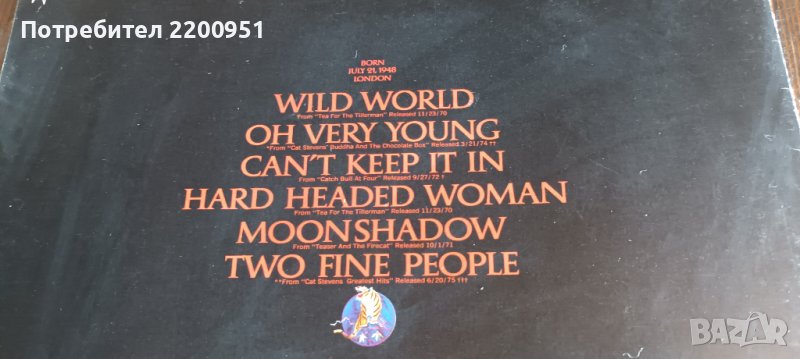 Потребител 2200951
BORN
JULY 21, 1948
LONDON
WILD WORLD
From "Tea For The Tillerman" Released 11/23/70
OH VERY YOUNG
*From "Cat Stevens' Buddha And The Chocolate Box" Released 3/21/74 ††
CAN'T KEEP IT IN
From "Catch Bull At Four" Released 9/27/72 †
HARD HEADED WOMAN
From "Tea For The Tillerman" Released 11/23/70
MOONSHADOW
From "Teaser And The Firecat" Released 10/1/71
TWO FINE PEOPLE
**From "Cat Stevens Greatest Hits" Released 6/20/75 †††
BAZAR